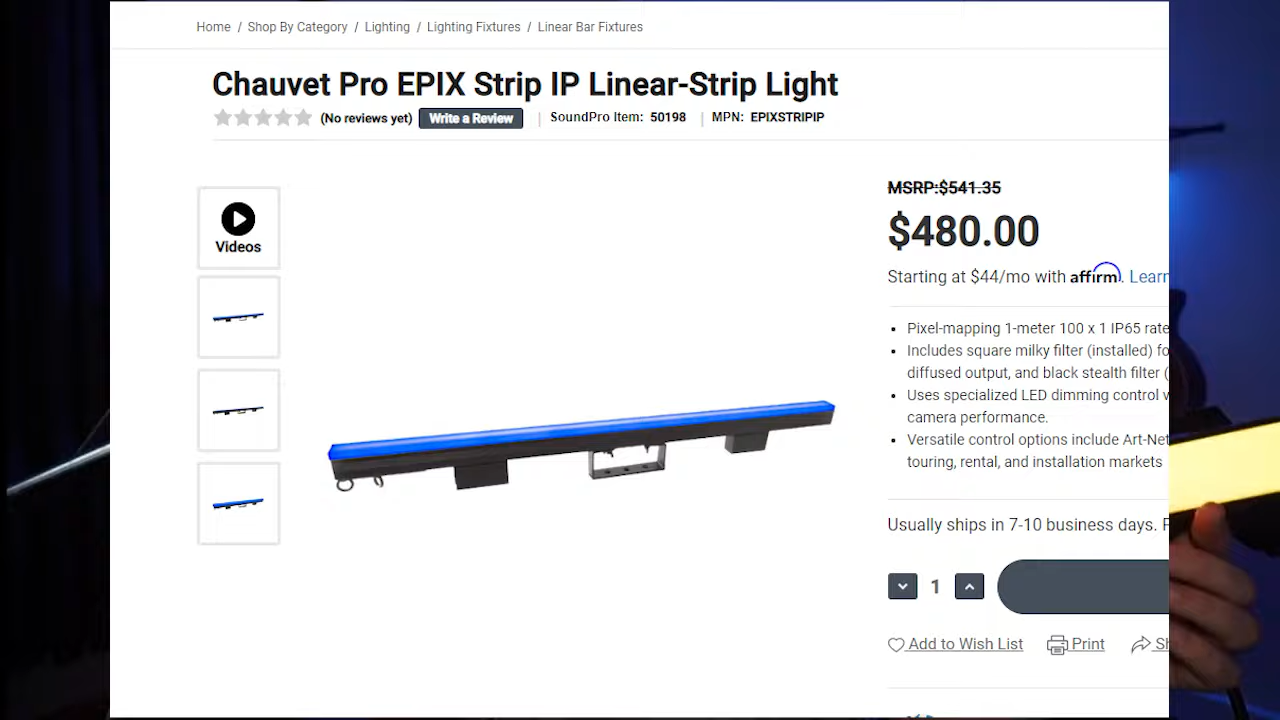 Home / Shop By Category / Lighting / Lighting Fixtures / Linear Bar Fixtures
Chauvet Pro EPIX Strip IP Linear-Strip Light
(No reviews yet) Write a Review | SoundPro Item: 50198 | MPN: EPIXSTRIPIP
Videos
MSRP:$541.35
$480.00
Starting at $44/mo with affirm. Learn
• Pixel-mapping 1-meter 100 x 1 IP65 rate
• Includes square milky filter (installed) fo
diffused output, and black stealth filter (
• Uses specialized LED dimming control w
camera performance.
• Versatile control options include Art-Net
touring, rental, and installation markets
Usually ships in 7-10 business days.
1
Add to Wish List Print Sh